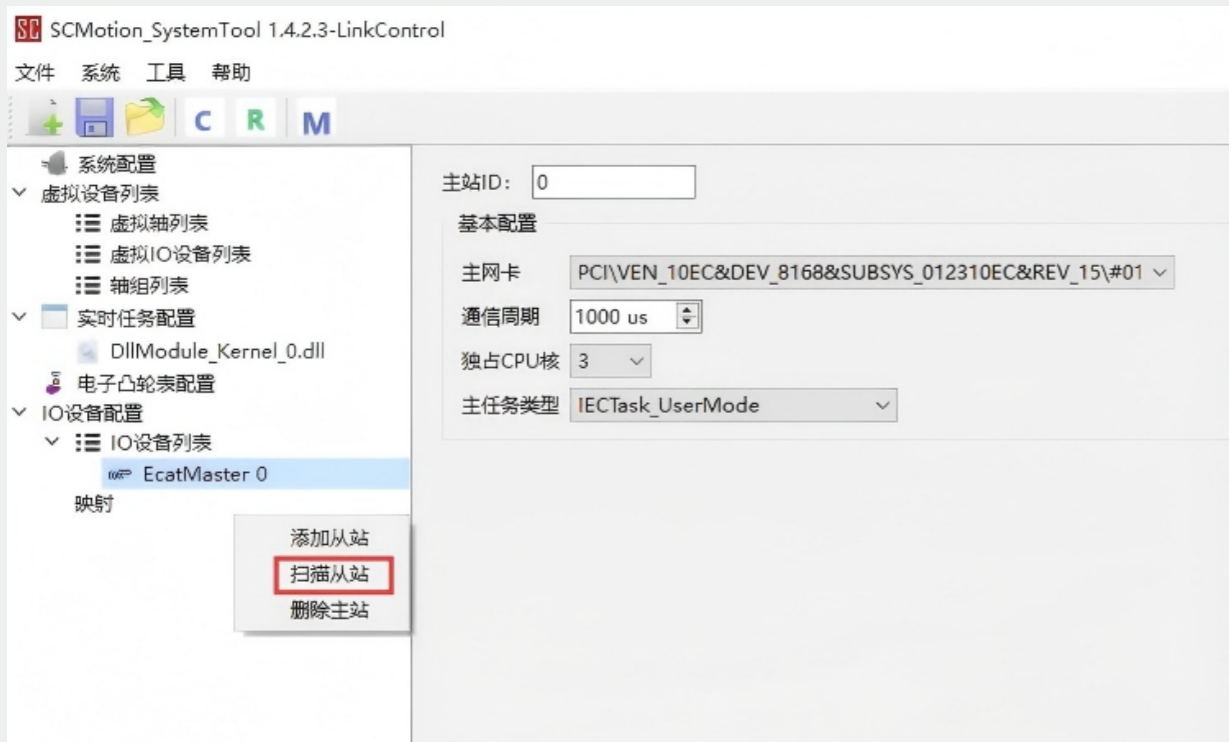 SC SCMotion_SystemTool 1.4.2.3-LinkControl
文件 系统 工具 帮助
C R M
系统配置
虚拟设备列表
虚拟轴列表
虚拟IO设备列表
轴组列表
实时任务配置
DllModule_Kernel_0.dll
电子凸轮表配置
IO设备配置
IO设备列表
EcatMaster 0
映射
添加从站
扫描从站
删除主站
主站ID: 0
基本配置
主网卡 PCI\VEN_10EC&DEV_8168&SUBSYS_012310EC&REV_15\#01
通信周期 1000 us
独占CPU核 3
主任务类型 IECTask_UserMode